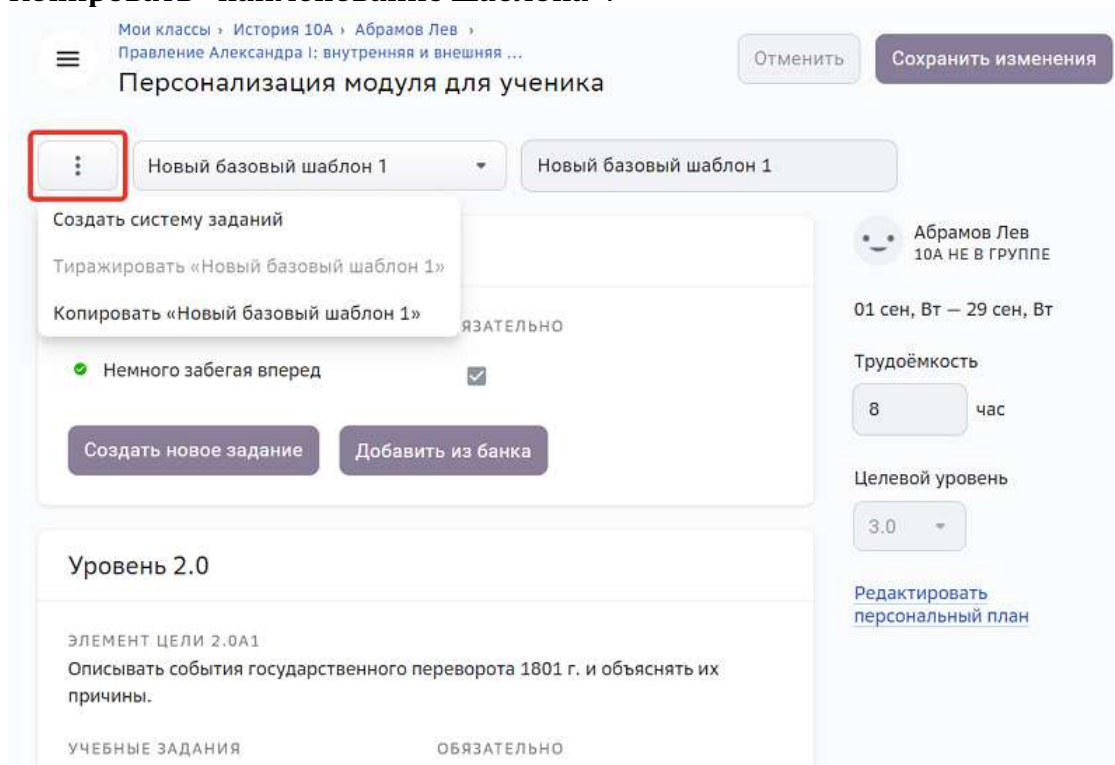 Мои классы › История 10А › Абрамов Лев ›
Правление Александра I: внутренняя и внешняя ...
Персонализация модуля для ученика
Отменить
Сохранить изменения
Новый базовый шаблон 1
Новый базовый шаблон 1
Создать систему заданий
Тиражировать «Новый базовый шаблон 1»
Копировать «Новый базовый шаблон 1»
ЯЗАТЕЛЬНО
Немного забегая вперед
Создать новое задание
Добавить из банка
Абрамов Лев
10А НЕ В ГРУППЕ
01 сен, Вт — 29 сен, Вт
Трудоёмкость
8 час
Целевой уровень
3.0
Редактировать
персональный план
Уровень 2.0
ЭЛЕМЕНТ ЦЕЛИ 2.0А1
Описывать события государственного переворота 1801 г. и объяснять их
причины.
УЧЕБНЫЕ ЗАДАНИЯ
ОБЯЗАТЕЛЬНО